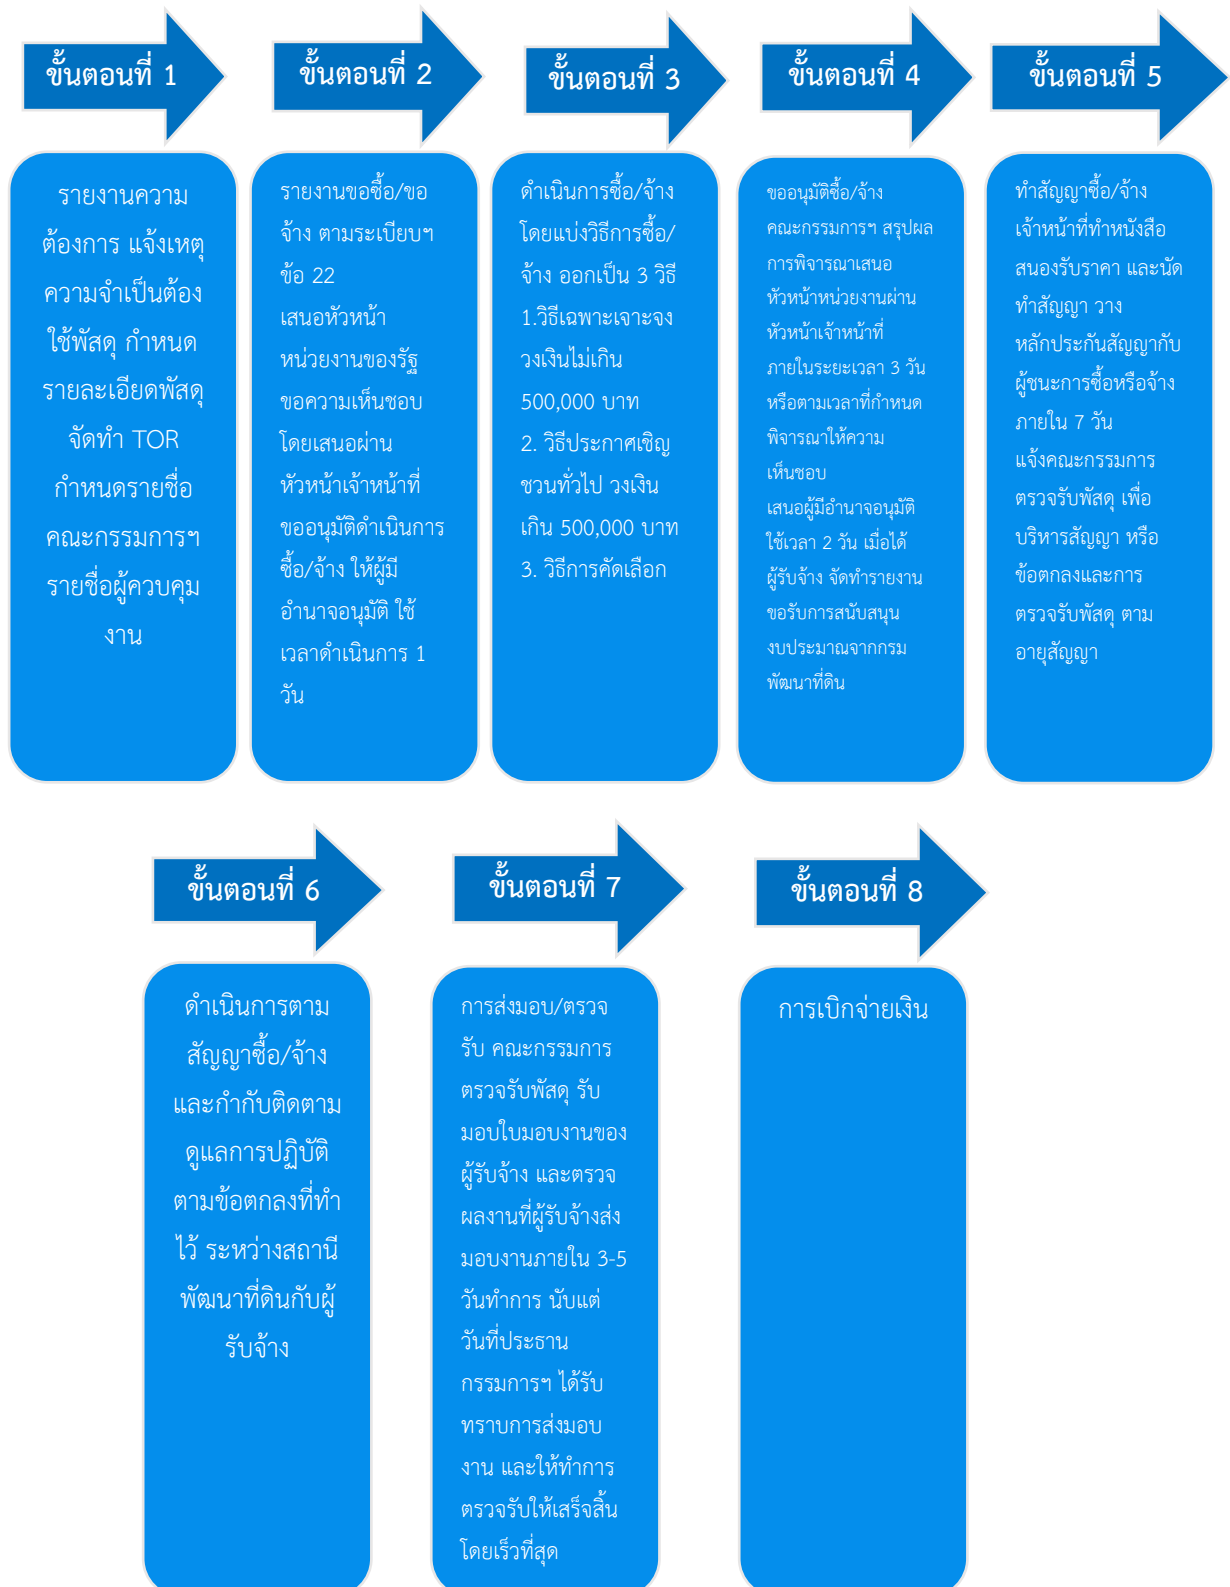 ขั้นตอนที่ 1
รายงานความ
ต้องการ แจ้งเหตุ
ความจำเป็นต้อง
ใช้พัสดุ กำหนด
รายละเอียดพัสดุ
จัดทำ TOR
กำหนดรายชื่อ
คณะกรรมการฯ
รายชื่อผู้ควบคุม
งาน
ขั้นตอนที่ 2
รายงานขอซื้อ/ขอ
จ้าง ตามระเบียบฯ
ข้อ 22
เสนอหัวหน้า
หน่วยงานของรัฐ
ขอความเห็นชอบ
โดยเสนอผ่าน
หัวหน้าเจ้าหน้าที่
ขออนุมัติดำเนินการ
ซื้อ/จ้าง ให้ผู้มี
อำนาจอนุมัติ ใช้
เวลาดำเนินการ 1
วัน
ขั้นตอนที่ 3
ดำเนินการซื้อ/จ้าง
โดยแบ่งวิธีการซื้อ/
จ้าง ออกเป็น 3 วิธี
1.วิธีเฉพาะเจาะจง
วงเงินไม่เกิน
500,000 บาท
2. วิธีประกาศเชิญ
ชวนทั่วไป วงเงิน
เกิน 500,000 บาท
3. วิธีการคัดเลือก
ขั้นตอนที่ 4
ขออนุมัติซื้อ/จ้าง
คณะกรรมการฯ สรุปผล
การพิจารณาเสนอ
หัวหน้าหน่วยงานผ่าน
หัวหน้าเจ้าหน้าที่
ภายในระยะเวลา 3 วัน
หรือตามเวลาที่กำหนด
พิจารณาให้ความ
เห็นชอบ
เสนอผู้มีอำนาจอนุมัติ
ใช้เวลา 2 วัน เมื่อได้
ผู้รับจ้าง จัดทำรายงาน
ขอรับการสนับสนุน
งบประมาณจากกรม
พัฒนาที่ดิน
ขั้นตอนที่ 5
ทำสัญญาซื้อ/จ้าง
เจ้าหน้าที่ทำหนังสือ
สนองรับราคา และนัด
ทำสัญญา วาง
หลักประกันสัญญากับ
ผู้ชนะการซื้อหรือจ้าง
ภายใน 7 วัน
แจ้งคณะกรรมการ
ตรวจรับพัสดุ เพื่อ
บริหารสัญญา หรือ
ข้อตกลงและการ
ตรวจรับพัสดุ ตาม
อายุสัญญา
ขั้นตอนที่ 6
ดำเนินการตาม
สัญญาซื้อ/จ้าง
และกำกับติดตาม
ดูแลการปฏิบัติ
ตามข้อตกลงที่ทำ
ไว้ ระหว่างสถานี
พัฒนาที่ดินกับผู้
รับจ้าง
ขั้นตอนที่ 7
การส่งมอบ/ตรวจ
รับ คณะกรรมการ
ตรวจรับพัสดุ รับ
มอบใบมอบงานของ
ผู้รับจ้าง และตรวจ
ผลงานที่ผู้รับจ้างส่ง
มอบงานภายใน 3-5
วันทำการ นับแต่
วันที่ประธาน
กรรมการฯ ได้รับ
ทราบการส่งมอบ
งาน และให้ทำการ
ตรวจรับให้เสร็จสิ้น
โดยเร็วที่สุด
ขั้นตอนที่ 8
การเบิกจ่ายเงิน